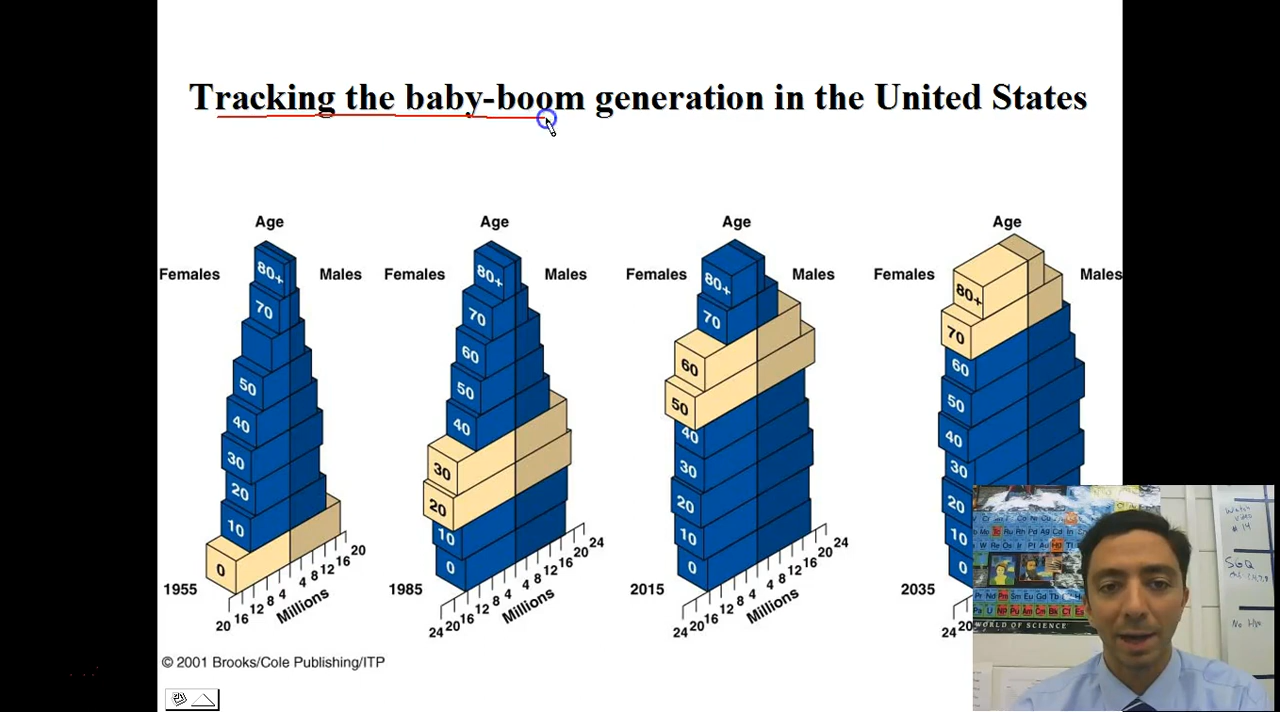 Tracking the baby-boom generation in the United States
Age
Females
Males
80+
70
50
40
30
20
10
0
1955
20 16 12 8 4 4 8 12 16 20
Millions
Age
Females
Males
80+
70
60
50
40
30
20
10
0
1985
24 20 16 12 8 4 4 8 12 16 20 24
Millions
Age
Females
Males
80+
70
60
50
40
30
20
10
0
2015
24 20 16 12 8 4 4 8 12 16 20 24
Millions
Age
Females
Males
80+
70
60
50
40
30
20
10
0
2035
24 20
© 2001 Brooks/Cole Publishing/ITP
WORLD OF SCIENCE
Watch
video
# 14
SGQ
No